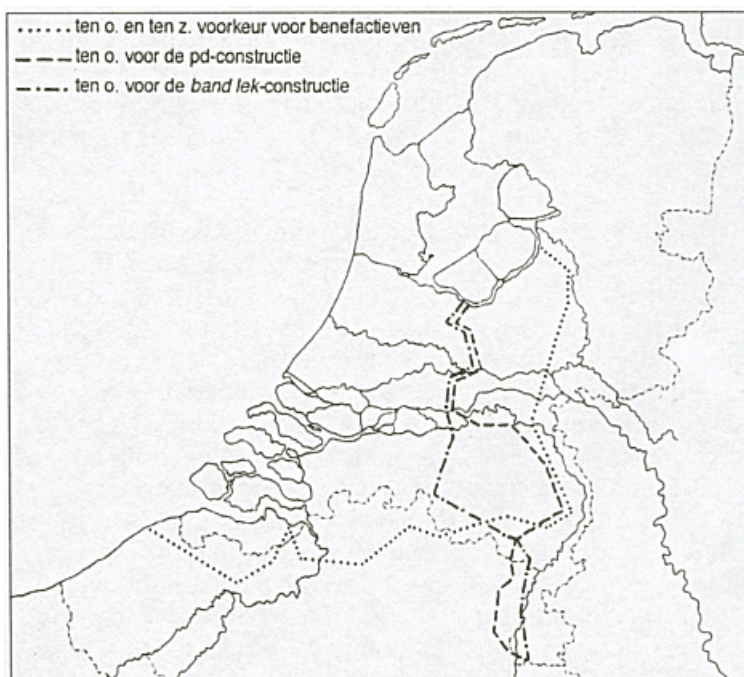 ten o. en ten z. voorkeur voor benefactieven
ten o. voor de pd-constructie
ten o. voor de band lek-constructie